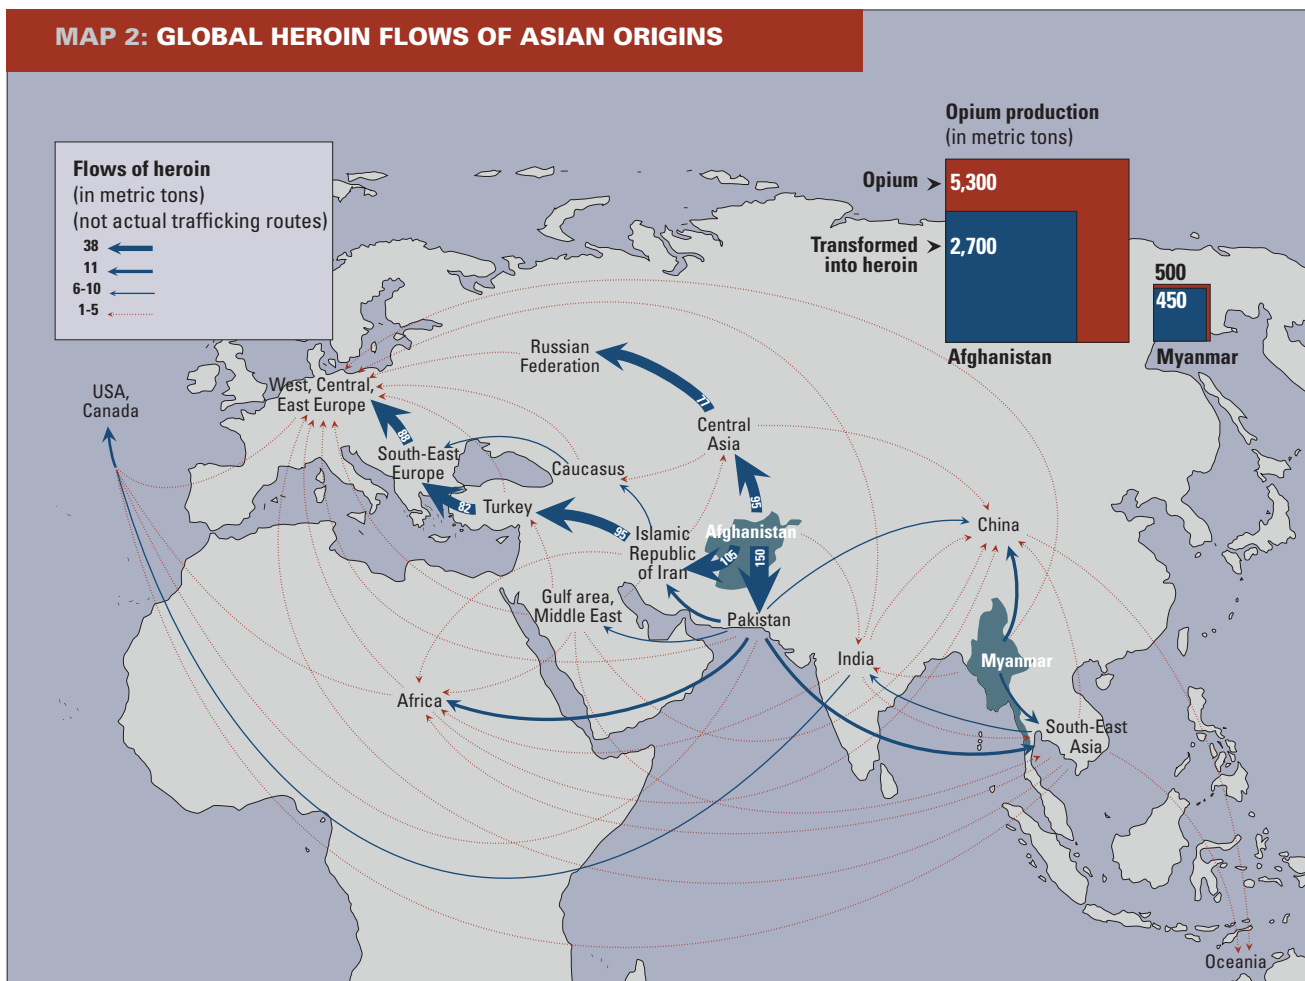 MAP 2: GLOBAL HEROIN FLOWS OF ASIAN ORIGINS
Flows of heroin
(in metric tons)
(not actual trafficking routes)
38
11
6-10
1-5
Opium production
(in metric tons)
Opium
5,300
Transformed
into heroin
2,700
Afghanistan
500
450
Myanmar
USA,
Canada
West, Central,
East Europe
Russian
Federation
77
Central
Asia
88
South-East
Europe
Caucasus
82
Turkey
95
Islamic
Republic
of Iran
Afghanistan
95
105
150
China
Gulf area,
Middle East
Pakistan
India
Myanmar
Africa
South-East
Asia
Oceania